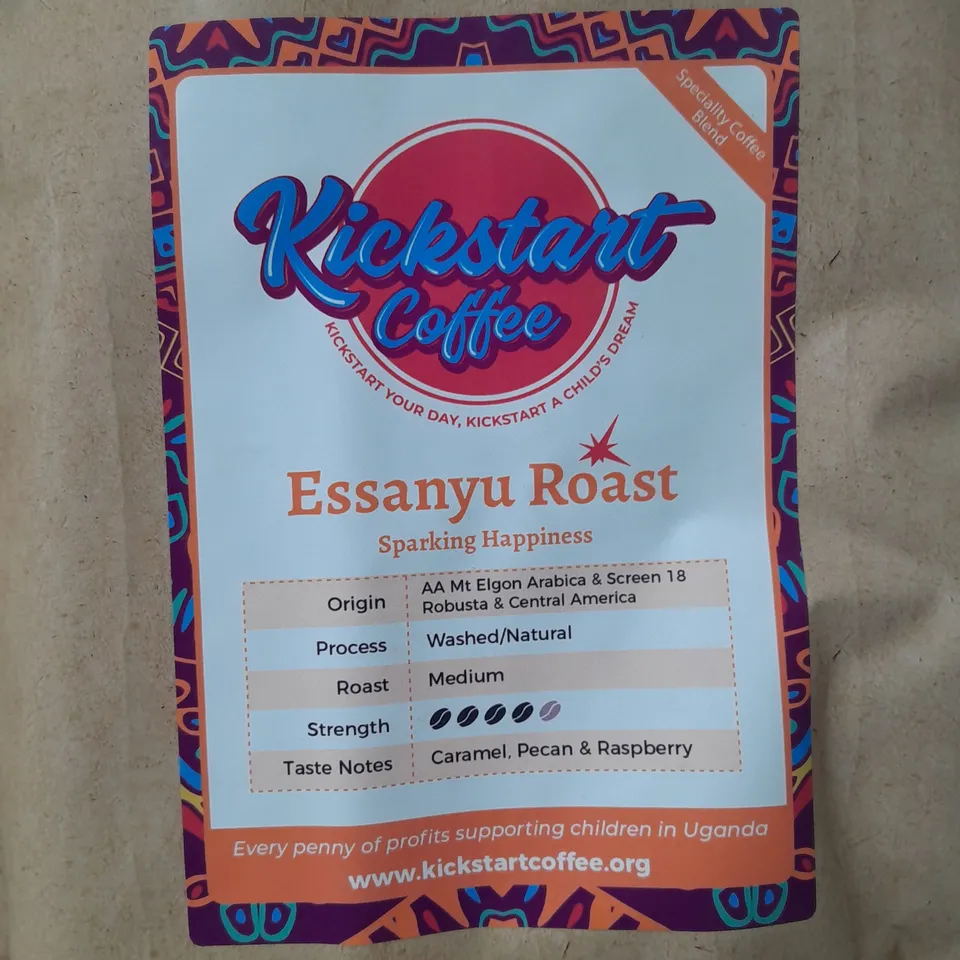 Speciality Coffee
Blend
Kickstart
Coffee
KICKSTART YOUR DAY, KICKSTART A CHILD'S DREAM
Essanyu Roast
Sparking Happiness
Origin
AA Mt Elgon Arabica & Screen 18
Robusta & Central America
Process
Washed/Natural
Roast
Medium
Strength
Taste Notes
Caramel, Pecan & Raspberry
Every penny of profits supporting children in Uganda
www.kickstartcoffee.org